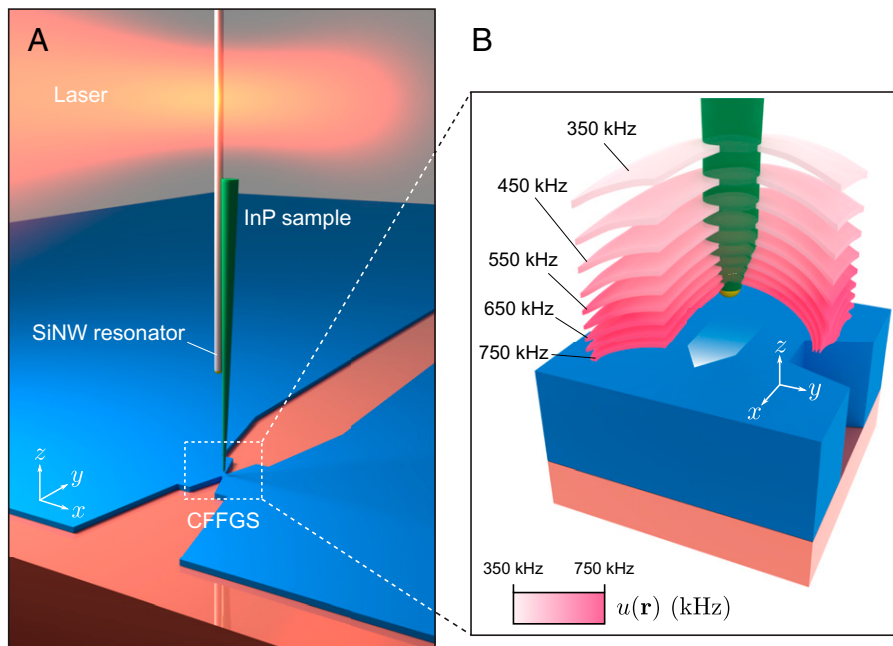 A
Laser
InP sample
SiNW resonator
z
y
x
CFFGS
B
350 kHz
450 kHz
550 kHz
650 kHz
750 kHz
z
y
x
350 kHz 750 kHz
u(r) (kHz)